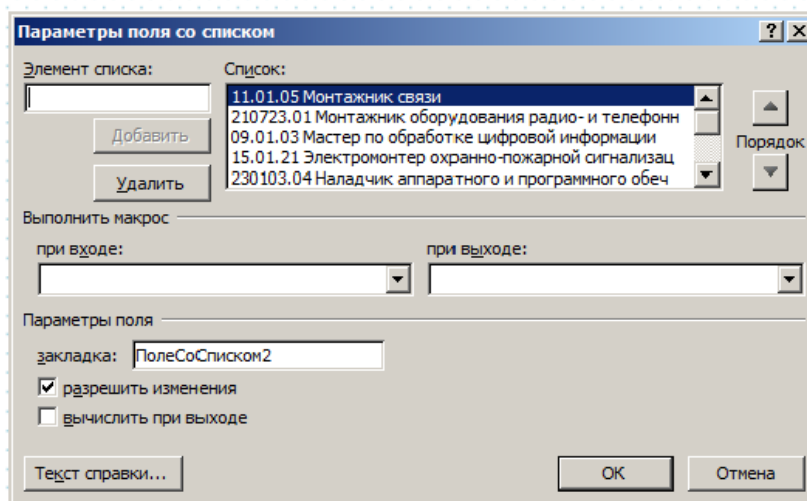 Параметры поля со списком
Элемент списка:
Список:
Добавить
Удалить
11.01.05 Монтажник связи
210723.01 Монтажник оборудования радио- и телефонн
09.01.03 Мастер по обработке цифровой информации
15.01.21 Электромонтер охранно-пожарной сигнализац
230103.04 Наладчик аппаратного и программного обеч
Порядок
Выполнить макрос
при входе:
при выходе:
Параметры поля
закладка: ПолеСоСписком2
разрешить изменения
вычислить при выходе
Текст справки...
ОК
Отмена